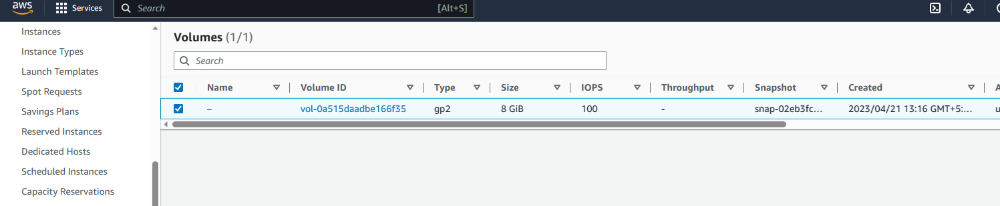 aws Services Search [Alt+S]
Instances
Instance Types
Launch Templates
Spot Requests
Savings Plans
Reserved Instances
Dedicated Hosts
Scheduled Instances
Capacity Reservations
Volumes (1/1)
Search
Name Volume ID Type Size IOPS Throughput Snapshot Created A
– vol-0a515daadbe166f35 gp2 8 GiB 100 - snap-02eb3fc... 2023/04/21 13:16 GMT+5:... u